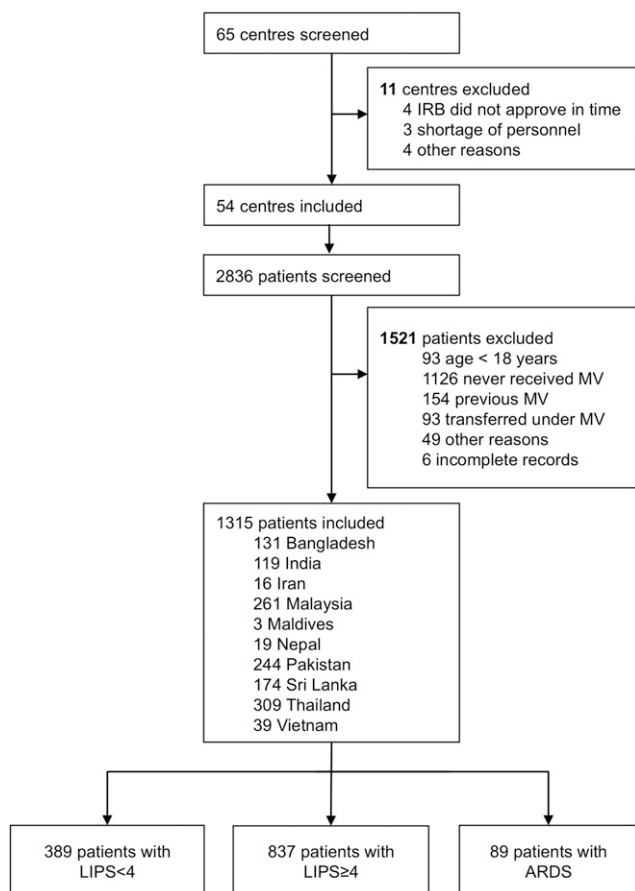 65 centres screened
11 centres excluded
4 IRB did not approve in time
3 shortage of personnel
4 other reasons
54 centres included
2836 patients screened
1521 patients excluded
93 age < 18 years
1126 never received MV
154 previous MV
93 transferred under MV
49 other reasons
6 incomplete records
1315 patients included
131 Bangladesh
119 India
16 Iran
261 Malaysia
3 Maldives
19 Nepal
244 Pakistan
174 Sri Lanka
309 Thailand
39 Vietnam
389 patients with
LIPS<4
837 patients with
LIPS≥4
89 patients with
ARDS